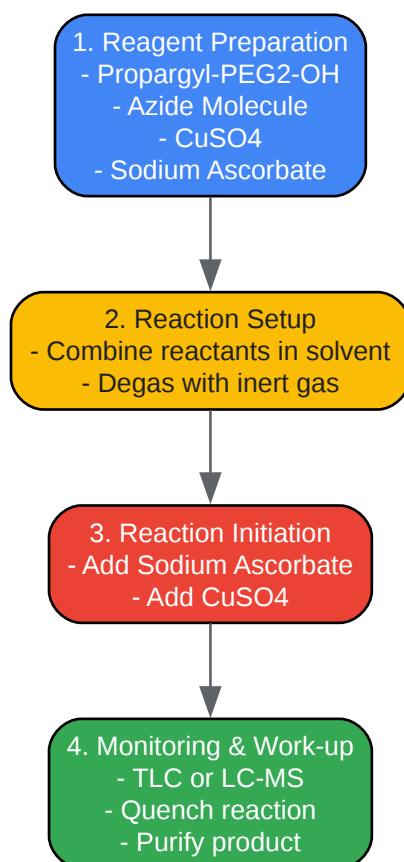 1. Reagent Preparation
- Propargyl-PEG2-OH
- Azide Molecule
- CuSO4
- Sodium Ascorbate
2. Reaction Setup
- Combine reactants in solvent
- Degas with inert gas
3. Reaction Initiation
- Add Sodium Ascorbate
- Add CuSO4
4. Monitoring & Work-up
- TLC or LC-MS
- Quench reaction
- Purify product